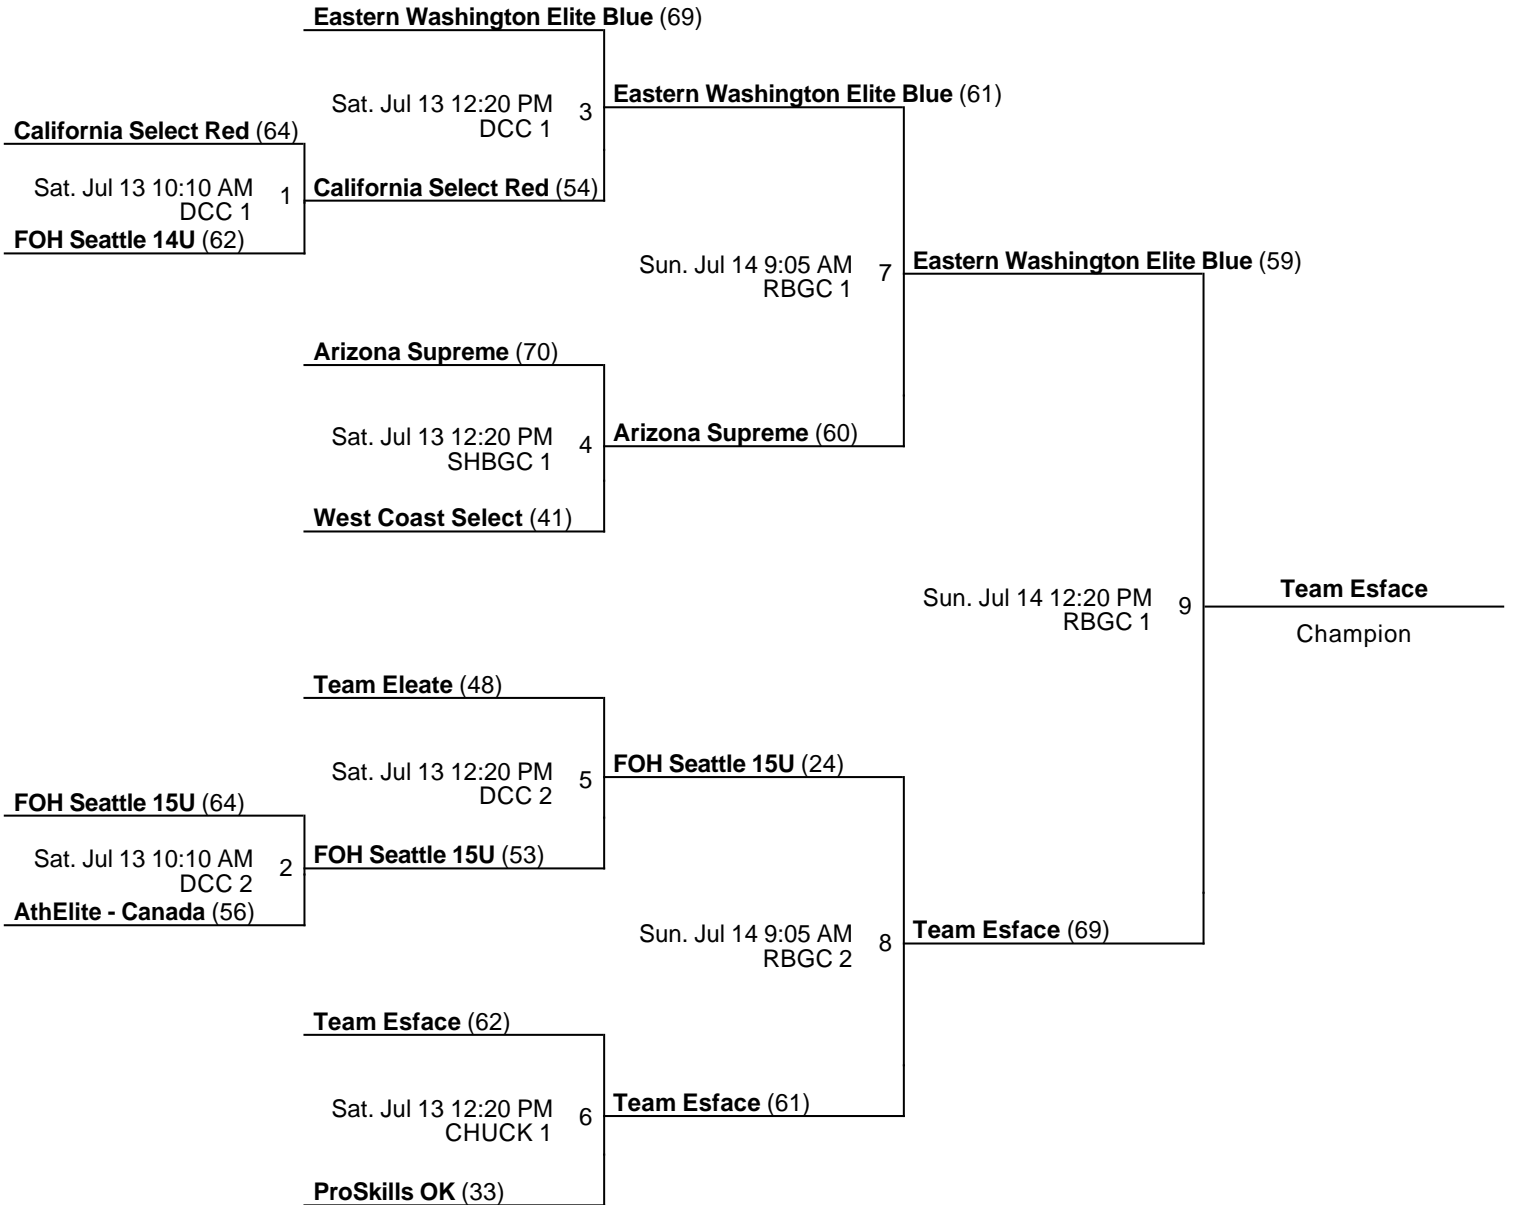 Eastern Washington Elite Blue (69)
Sat. Jul 13 12:20 PM 3
DCC 1
Eastern Washington Elite Blue (61)
California Select Red (64)
Sat. Jul 13 10:10 AM 1
DCC 1
California Select Red (54)
FOH Seattle 14U (62)
Sun. Jul 14 9:05 AM 7
RBGC 1
Eastern Washington Elite Blue (59)
Arizona Supreme (70)
Sat. Jul 13 12:20 PM 4
SHBGC 1
Arizona Supreme (60)
West Coast Select (41)
Sun. Jul 14 12:20 PM 9
RBGC 1
Team Esface
Champion
Team Eleate (48)
Sat. Jul 13 12:20 PM 5
DCC 2
FOH Seattle 15U (24)
FOH Seattle 15U (64)
Sat. Jul 13 10:10 AM 2
DCC 2
FOH Seattle 15U (53)
AthElite - Canada (56)
Sun. Jul 14 9:05 AM 8
RBGC 2
Team Esface (69)
Team Esface (62)
Sat. Jul 13 12:20 PM 6
CHUCK 1
Team Esface (61)
ProSkills OK (33)